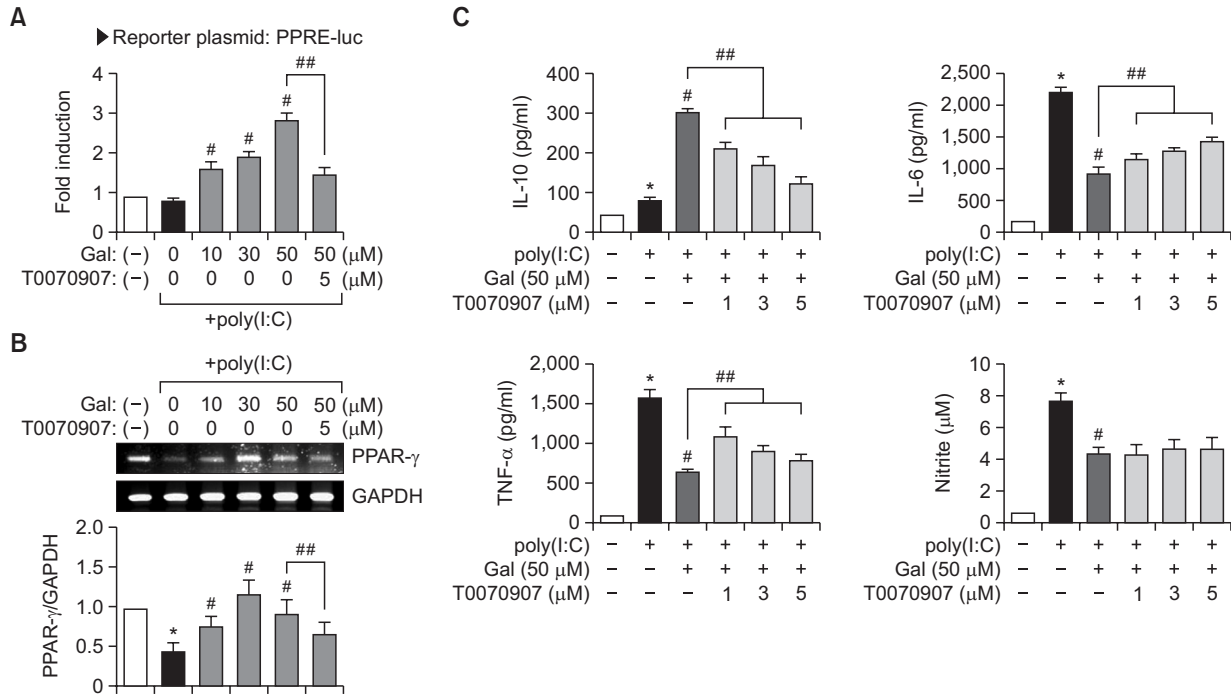 A
▶ Reporter plasmid: PPRE-luc
Fold induction
4
3
2
1
0
# # # ##
Gal: (−) 0 10 30 50 50 (μM)
T0070907: (−) 0 0 0 0 5 (μM)
+poly(I:C)
B
+poly(I:C)
Gal: (−) 0 10 30 50 50 (μM)
T0070907: (−) 0 0 0 0 5 (μM)
PPAR-γ
GAPDH
PPAR-γ/GAPDH
2.0
1.5
1.0
0.5
0
* # # # ##
C
IL-10 (pg/ml)
400
300
200
100
0
* # ##
poly(I:C) − + + + + +
Gal (50 μM) − − + + + +
T0070907 (μM) − − − 1 3 5
IL-6 (pg/ml)
2,500
2,000
1,500
1,000
500
0
* # ##
poly(I:C) − + + + + +
Gal (50 μM) − − + + + +
T0070907 (μM) − − − 1 3 5
TNF-α (pg/ml)
2,000
1,500
1,000
500
0
* # ##
poly(I:C) − + + + + +
Gal (50 μM) − − + + + +
T0070907 (μM) − − − 1 3 5
Nitrite (μM)
10
8
6
4
2
0
* #
poly(I:C) − + + + + +
Gal (50 μM) − − + + + +
T0070907 (μM) − − − 1 3 5